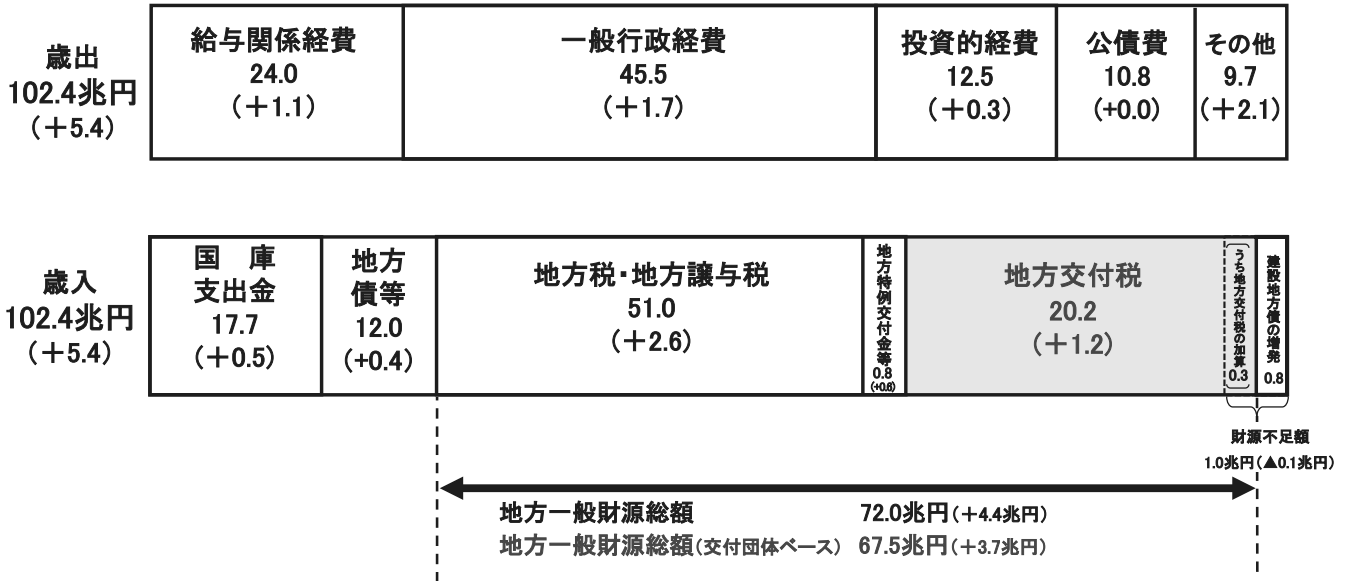 歳出
102.4兆円
（＋5.4）
給与関係経費
24.0
（＋1.1）
一般行政経費
45.5
（＋1.7）
投資的経費
12.5
（＋0.3）
公債費
10.8
（+0.0）
その他
9.7
（＋2.1）
歳入
102.4兆円
（＋5.4）
国　庫
支出金
17.7
（＋0.5）
地方
債等
12.0
（+0.4）
地方税・地方譲与税
51.0
（＋2.6）
地方特例交付金等
0.8
（+0.6）
地方交付税
20.2
（＋1.2）
うち地方交付税の加算
0.3
建設地方債の増発
0.8
財源不足額
1.0兆円（▲0.1兆円）
地方一般財源総額　72.0兆円（＋4.4兆円）
地方一般財源総額（交付団体ベース）　67.5兆円（＋3.7兆円）